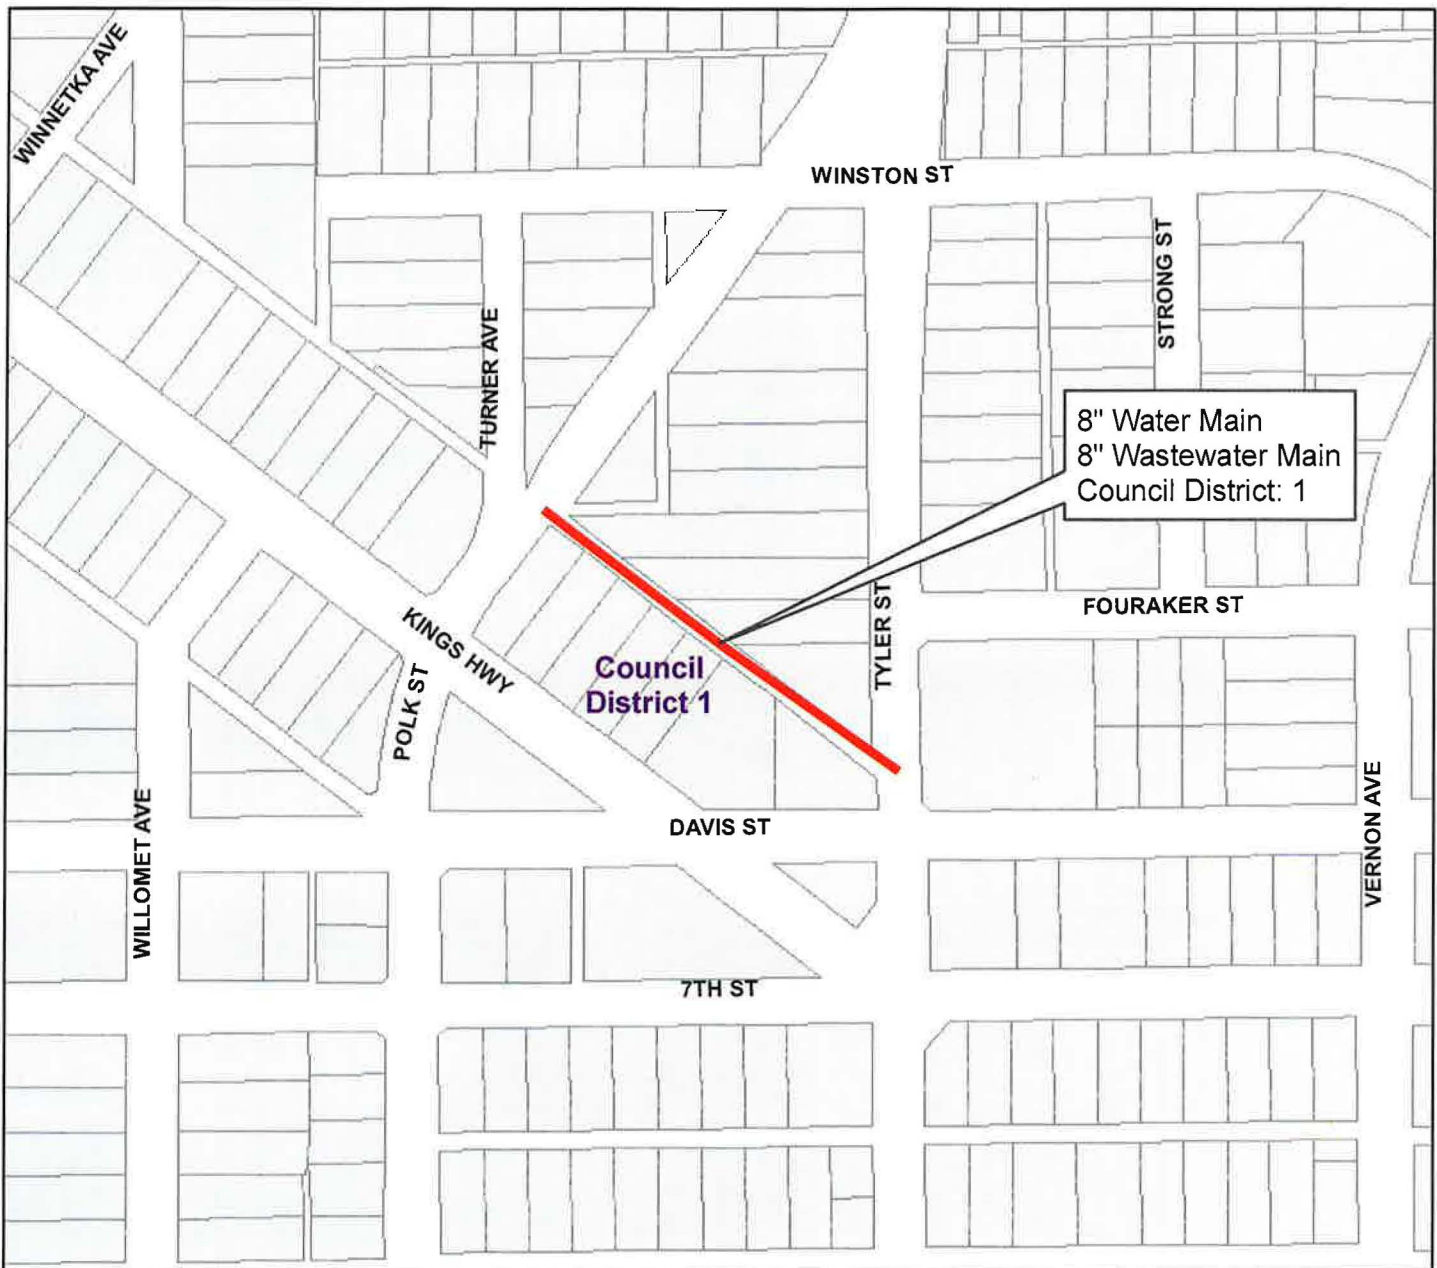 WINNETKA AVE
WINSTON ST
STRONG ST
TURNER AVE
8" Water Main
8" Wastewater Main
Council District: 1
FOURAKER ST
TYLER ST
KINGS HWY
Council
District 1
POLK ST
DAVIS ST
WILLOMET AVE
VERNON AVE
7TH ST